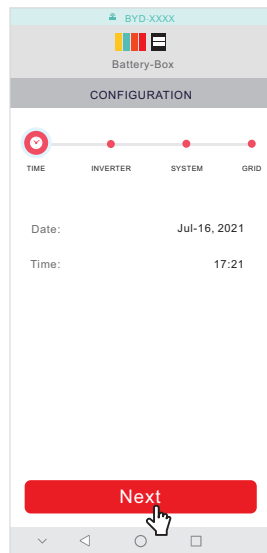 BYD-XXXX
Battery-Box
CONFIGURATION
TIME INVERTER SYSTEM GRID
Date: Jul-16, 2021
Time: 17:21
Next